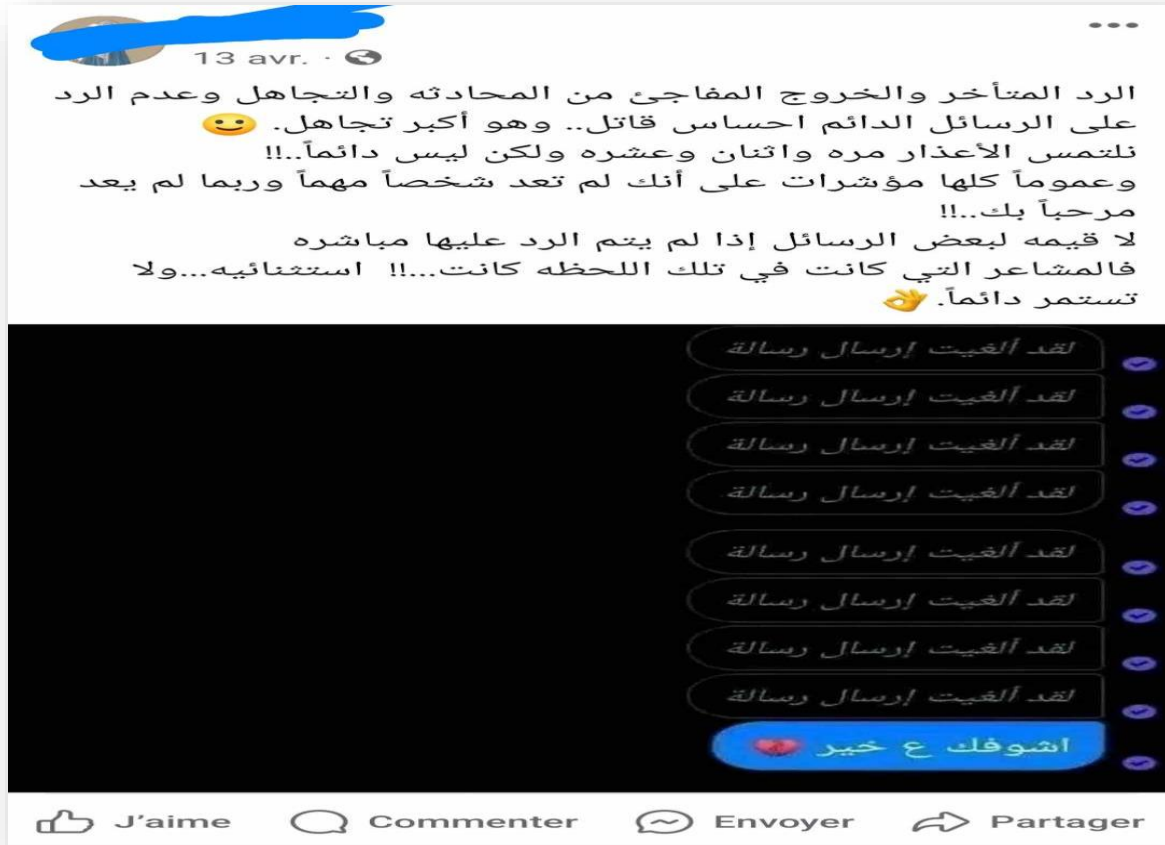 13 avr.
الرد المتأخر والخروج المفاجئ من المحادثه والتجاهل وعدم الرد
على الرسائل الدائم احساس قاتل.. وهو أكبر تجاهل. 🙂
نلتمس الأعذار مره واثنان وعشره ولكن ليس دائماً..!!
وعموماً كلها مؤشرات على أنك لم تعد شخصاً مهماً وربما لم يعد
مرحباً بك..!!
لا قيمه لبعض الرسائل إذا لم يتم الرد عليها مباشره
فالمشاعر التي كانت في تلك اللحظه كانت...!! استثنائيه...ولا
تستمر دائماً. 👌
لقد ألغيت إرسال رسالة
لقد ألغيت إرسال رسالة
لقد ألغيت إرسال رسالة
لقد ألغيت إرسال رسالة
لقد ألغيت إرسال رسالة
لقد ألغيت إرسال رسالة
لقد ألغيت إرسال رسالة
لقد ألغيت إرسال رسالة
اشوفك ع خير 💔
J'aime Commenter Envoyer Partager